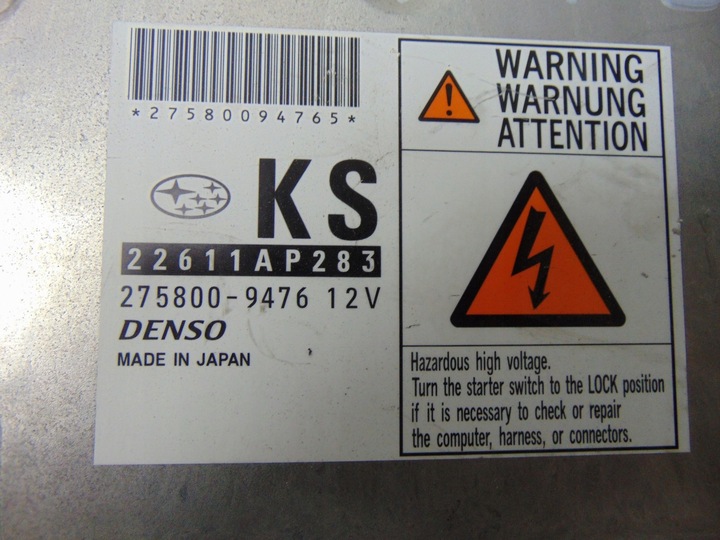 *27580094765*
KS
22611AP283
275800-9476 12V
DENSO
MADE IN JAPAN
WARNING
WARNUNG
ATTENTION
Hazardous high voltage.
Turn the starter switch to the LOCK position
if it is necessary to check or repair
the computer, harness, or connectors.